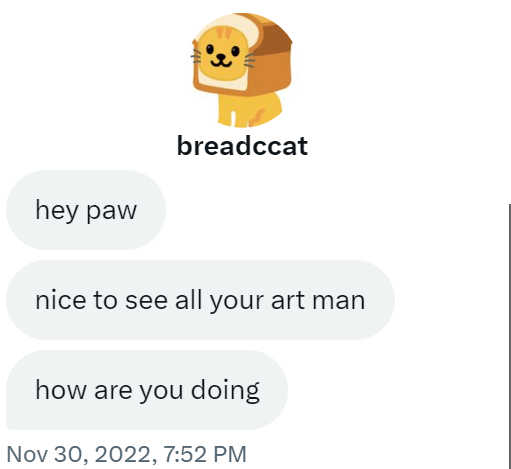 breadccat
hey paw
nice to see all your art man
how are you doing
Nov 30, 2022, 7:52 PM